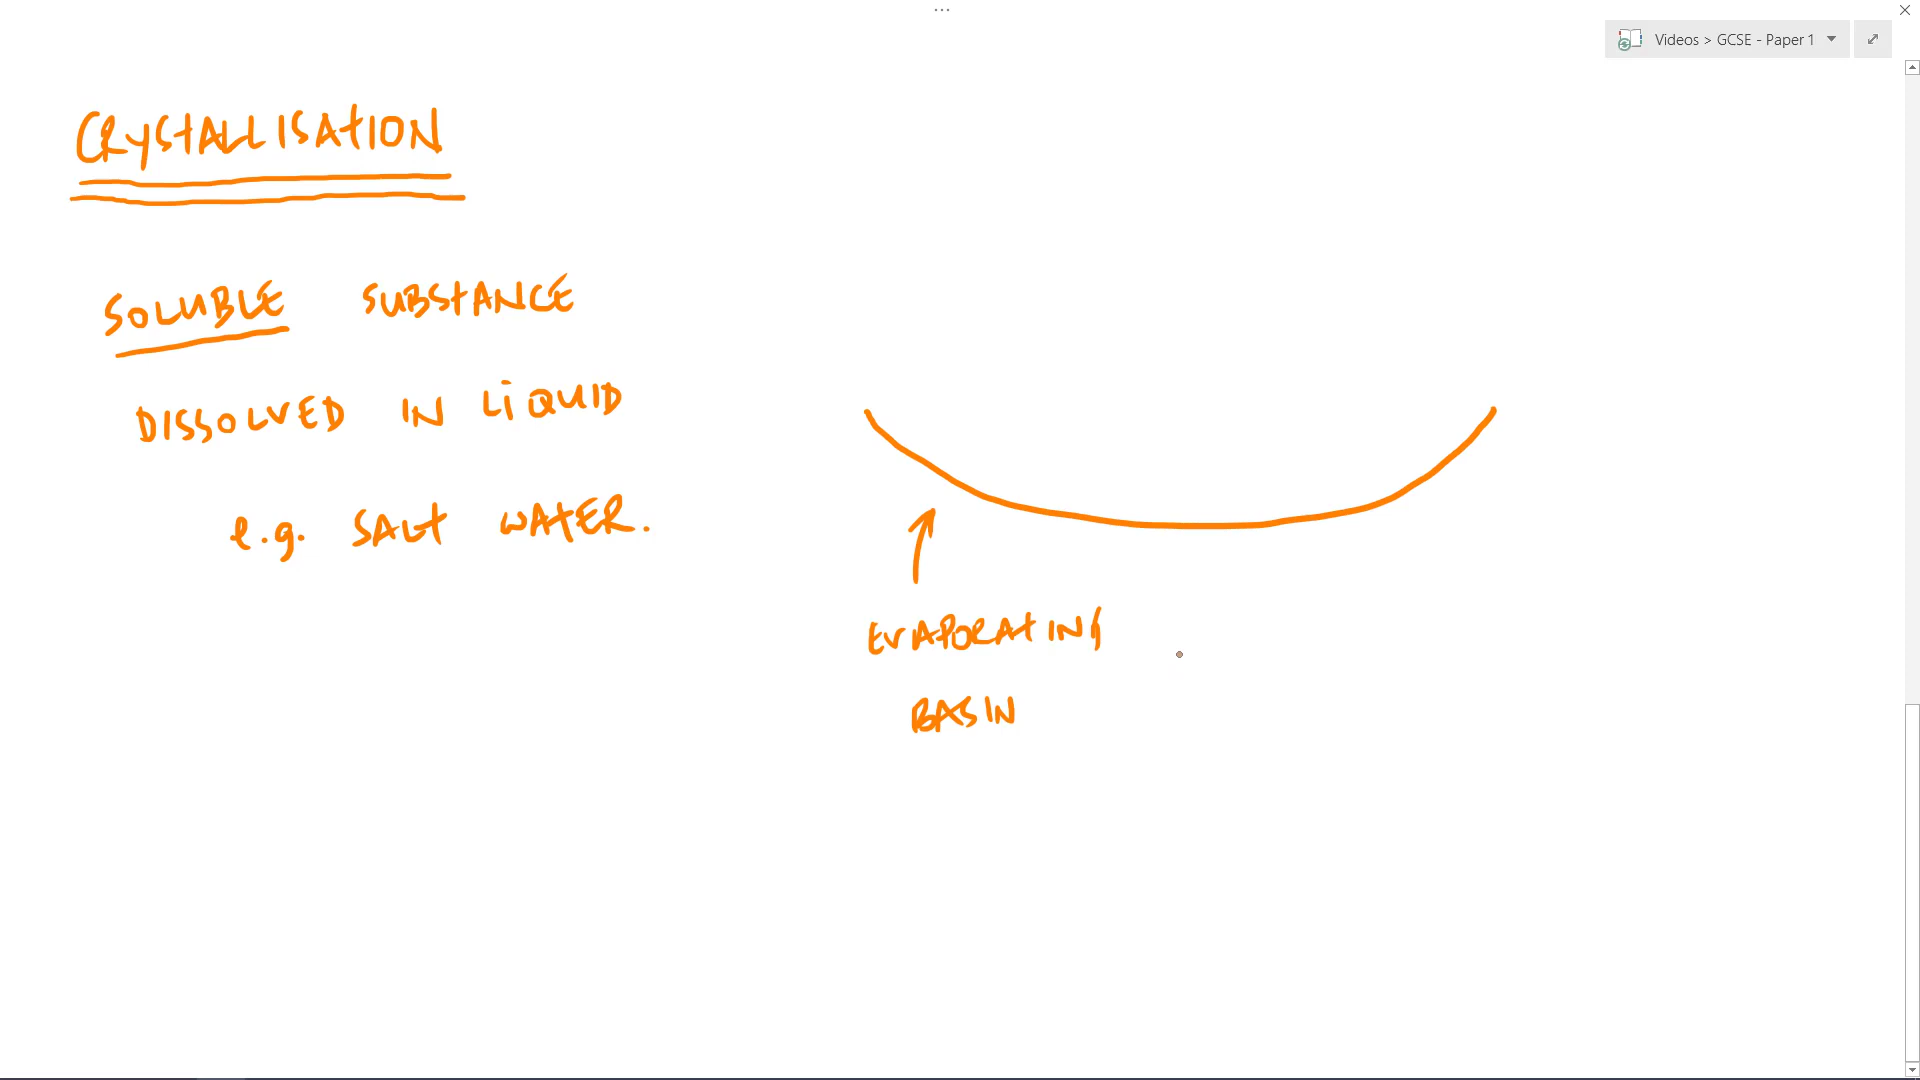 ...
Videos > GCSE - Paper 1
CRYSTALLISATION
SOLUBLE SUBSTANCE
DISSOLVED IN LIQUID
e.g. SALT WATER.
EVAPORATING
BASIN